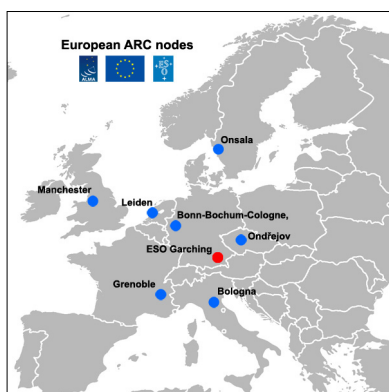 European ARC nodes
ALMA
ESO
Onsala
Manchester
Leiden
Bonn-Bochum-Cologne,
Ondřejov
ESO Garching
Grenoble
Bologna